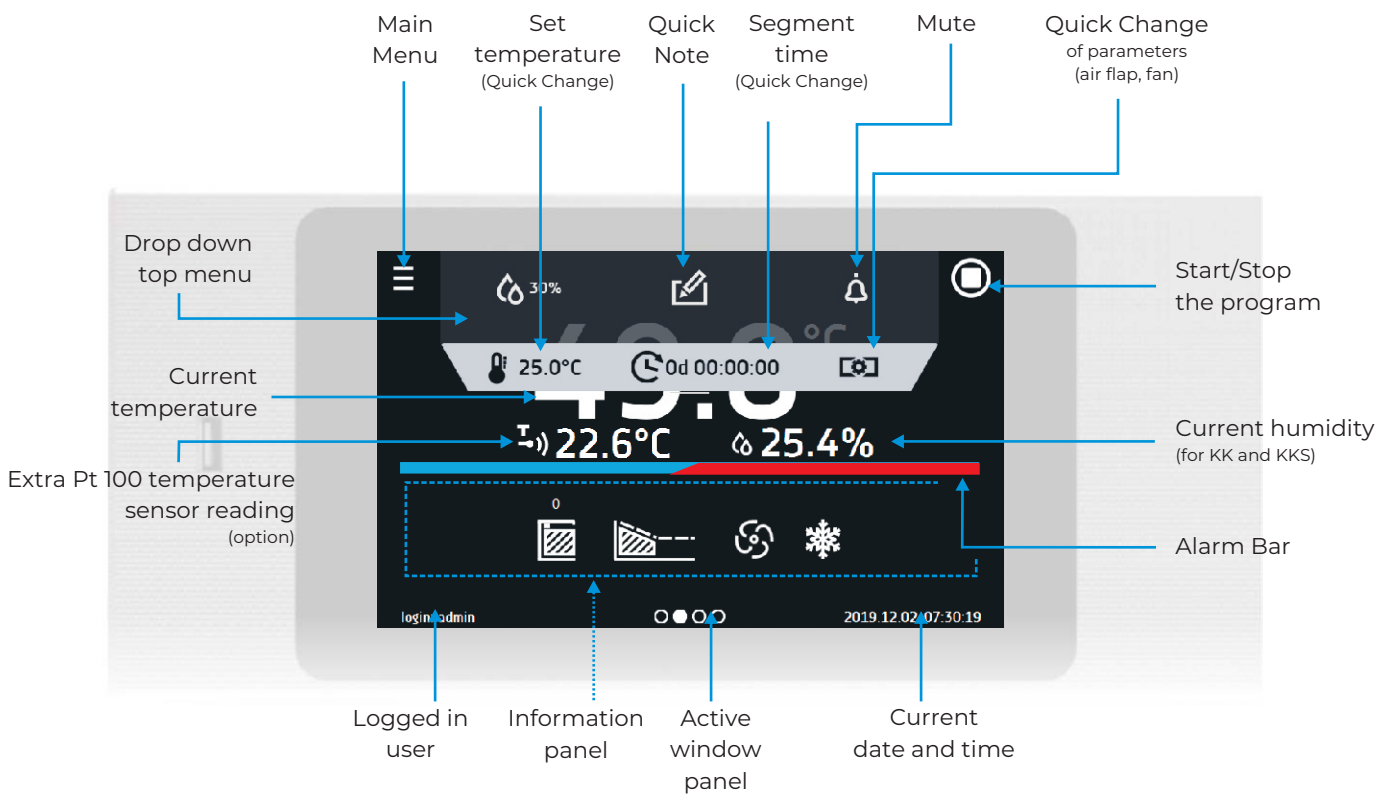 Main
Menu
Set
temperature
(Quick Change)
Quick
Note
Segment
time
(Quick Change)
Mute
Quick Change
of parameters
(air flap, fan)
Drop down
top menu
Start/Stop
the program
30%
25.0°C
0d 00:00:00
Current
temperature
22.6°C
25.4%
Current humidity
(for KK and KKS)
Extra Pt 100 temperature
sensor reading
(option)
0
Alarm Bar
2019.12.02 07:30:19
Logged in
user
Information
panel
Active
window
panel
Current
date and time